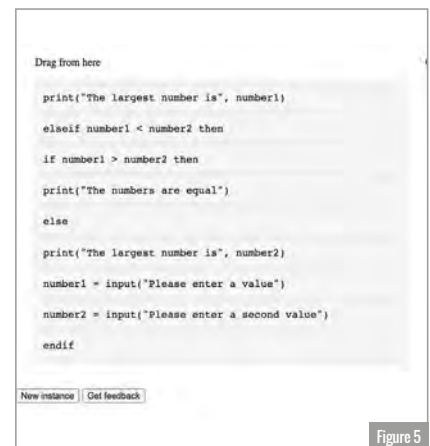 Drag from here
print("The largest number is", number1)
elseif number1 < number2 then
if number1 > number2 then
print("The numbers are equal")
else
print("The largest number is", number2)
number1 = input("Please enter a value")
number2 = input("Please enter a second value")
endif
New instance Get feedback
Figure 5